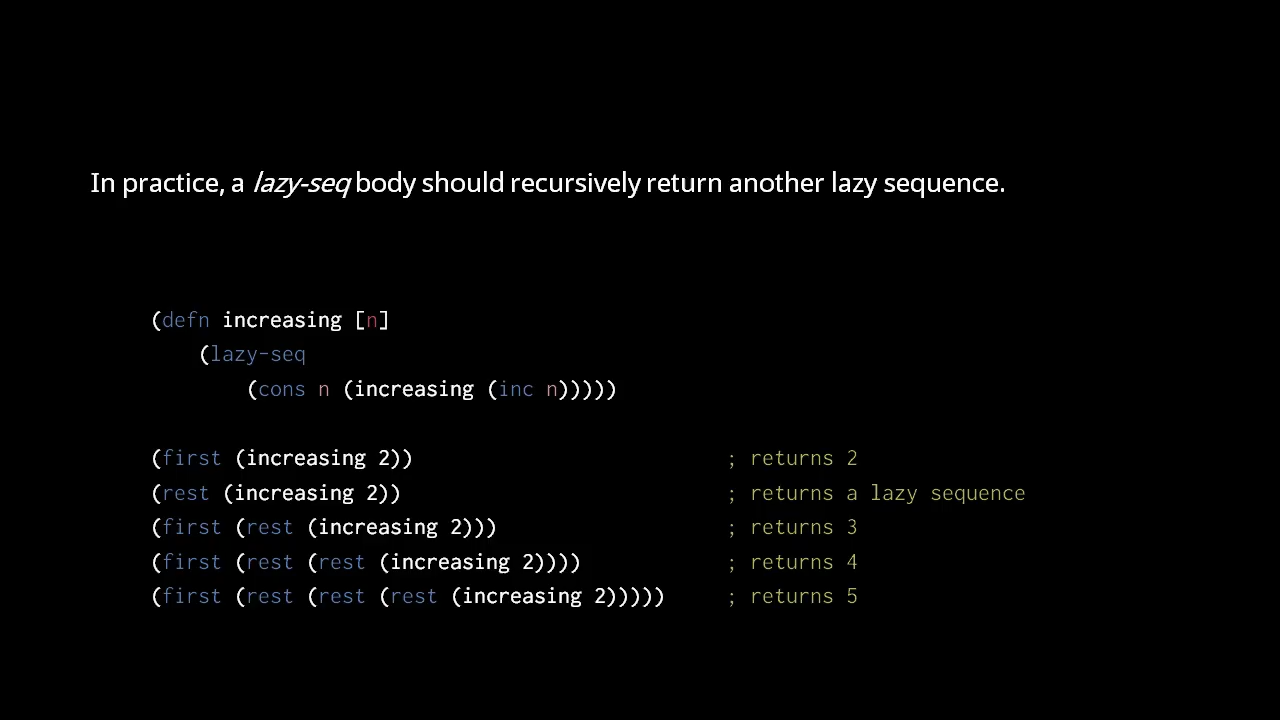 In practice, a lazy-seq body should recursively return another lazy sequence.
(defn increasing [n]
(lazy-seq
(cons n (increasing (inc n)))))
(first (increasing 2)) ; returns 2
(rest (increasing 2)) ; returns a lazy sequence
(first (rest (increasing 2))) ; returns 3
(first (rest (rest (increasing 2)))) ; returns 4
(first (rest (rest (rest (increasing 2))))) ; returns 5